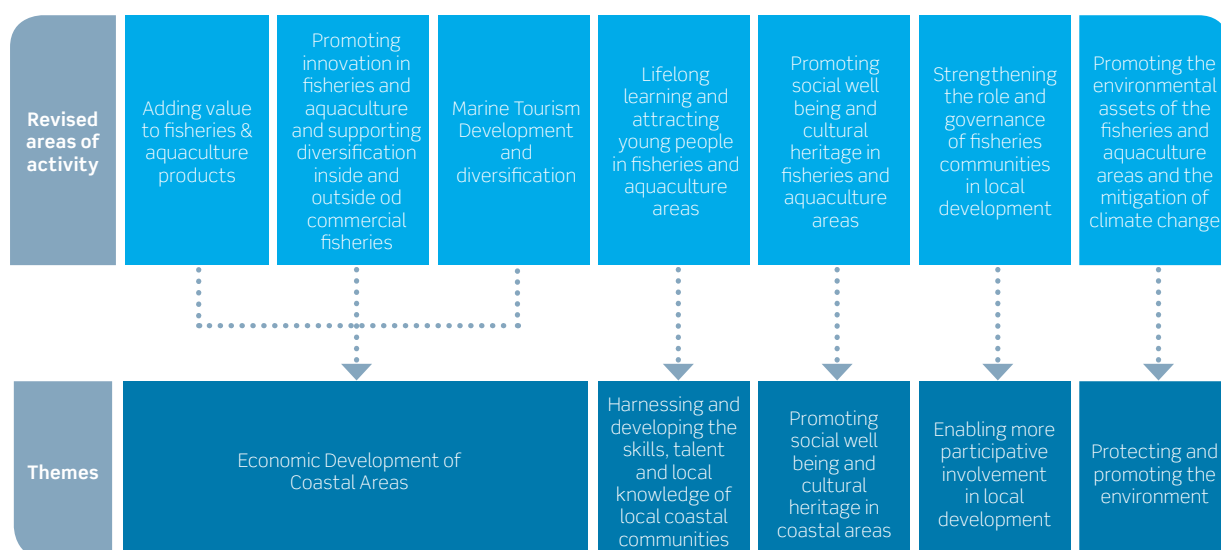 Revised
areas of
activity
Adding value
to fisheries &
aquaculture
products
Promoting
innovation in
fisheries and
aquaculture
and supporting
diversification
inside and
outside od
commercial
fisheries
Marine Tourism
Development
and
diversification
Lifelong
learning and
attracting
young people
in fisheries and
aquaculture
areas
Promoting
social well
being and
cultural
heritage in
fisheries and
aquaculture
areas
Strengthening
the role and
governance
of fisheries
communities
in local
development
Promoting the
environmental
assets of the
fisheries and
aquaculture
areas and the
mitigation of
climate change
Themes
Economic Development of
Coastal Areas
Harnessing and
developing the
skills, talent
and local
knowledge of
local coastal
communities
Promoting
social well
being and
cultural
heritage in
coastal areas
Enabling more
participative
involvement
in local
development
Protecting and
promoting the
environment